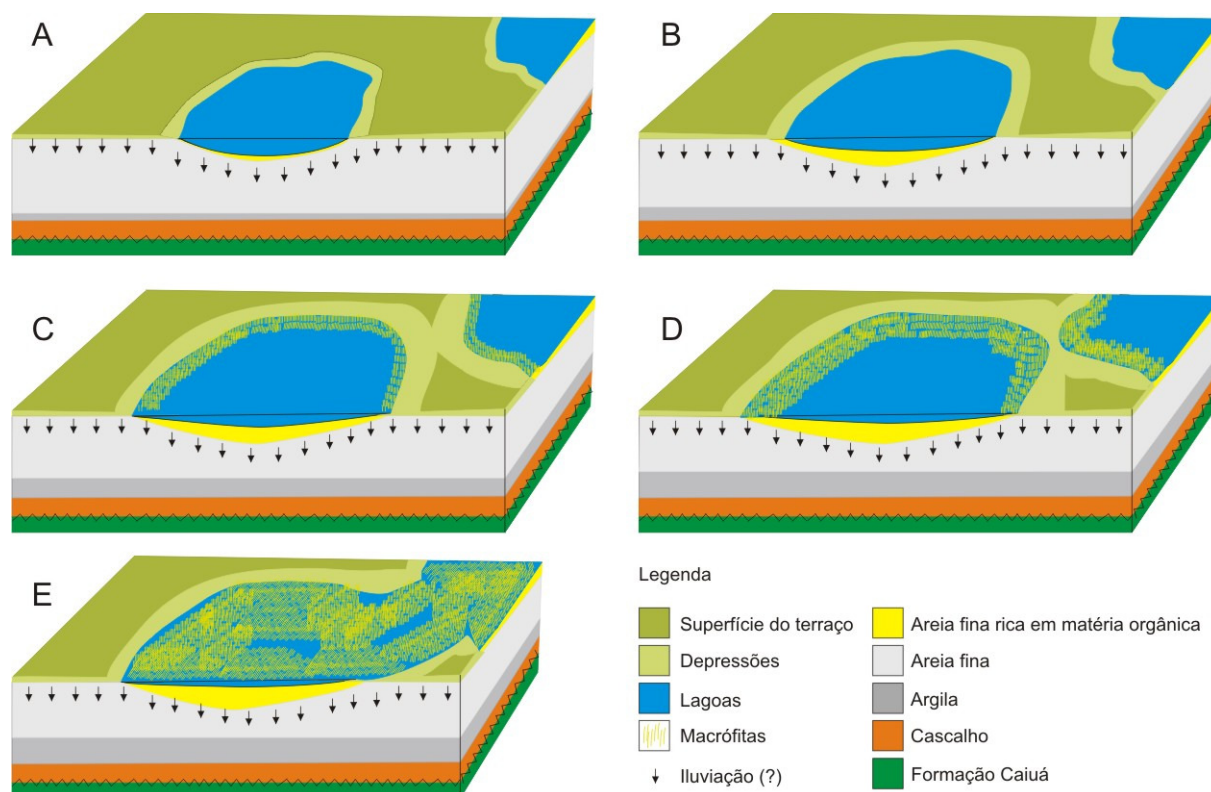 A
B
C
D
E
Legenda
Superfície do terraço
Depressões
Lagoas
Macrófitas
Iluviação (?)
Areia fina rica em matéria orgânica
Areia fina
Argila
Cascalho
Formação Caiuá